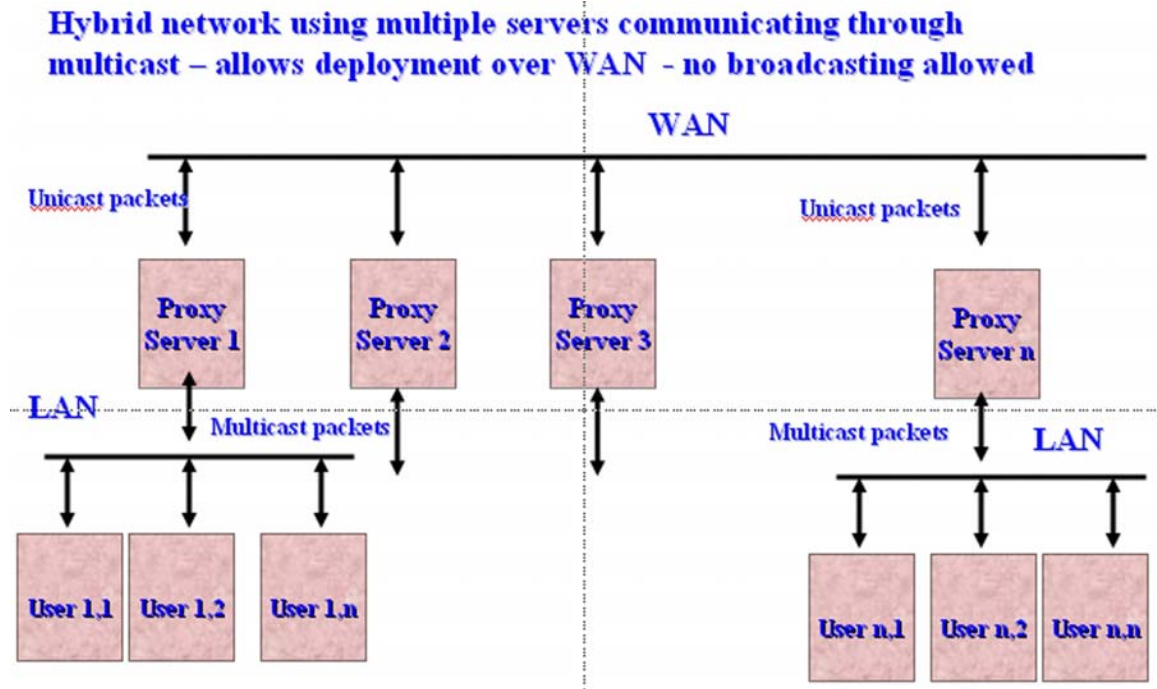 Hybrid network using multiple servers communicating through
multicast – allows deployment over WAN - no broadcasting allowed
WAN
Unicast packets
Unicast packets
Proxy
Server 1
Proxy
Server 2
Proxy
Server 3
Proxy
Server n
LAN
Multicast packets
Multicast packets
LAN
User 1,1
User 1,2
User 1,n
User n,1
User n,2
User n,n